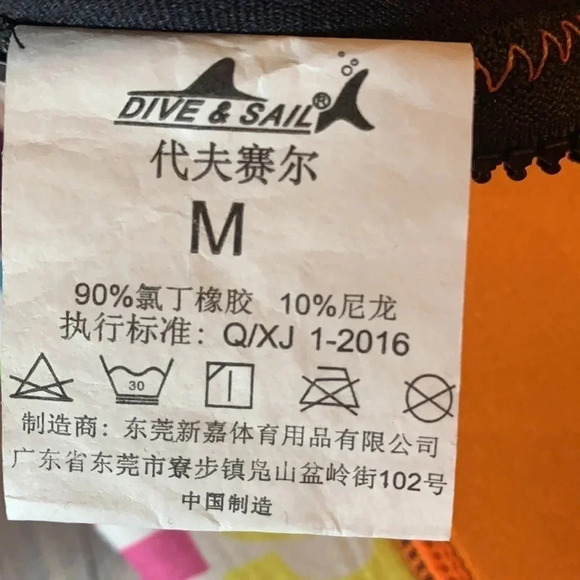 DIVE & SAIL®
代夫赛尔
M
90%氯丁橡胶 10%尼龙
执行标准: Q/XJ 1-2016
30
制造商: 东莞新嘉体育用品有限公司
广东省东莞市寮步镇凫山盆岭街102号
中国制造